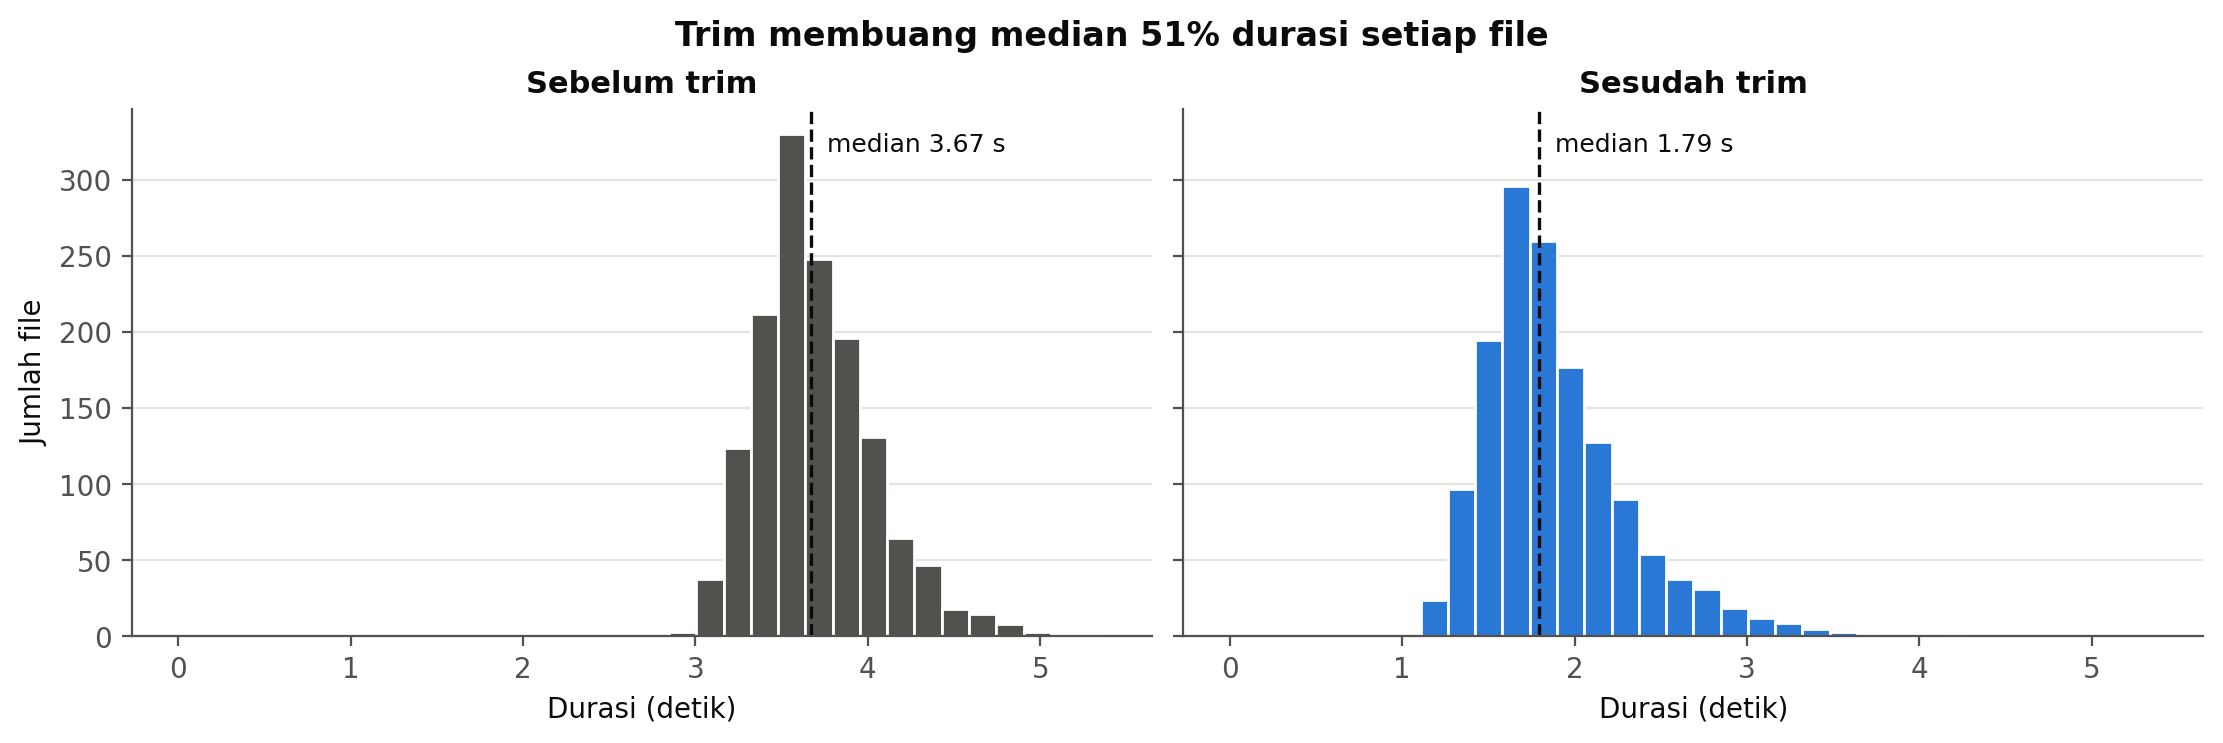 Trim membuang median 51% durasi setiap file
Sebelum trim
Sesudah trim
median 3.67 s
median 1.79 s
Jumlah file
300
250
200
150
100
50
0
0 1 2 3 4 5
0 1 2 3 4 5
Durasi (detik)
Durasi (detik)